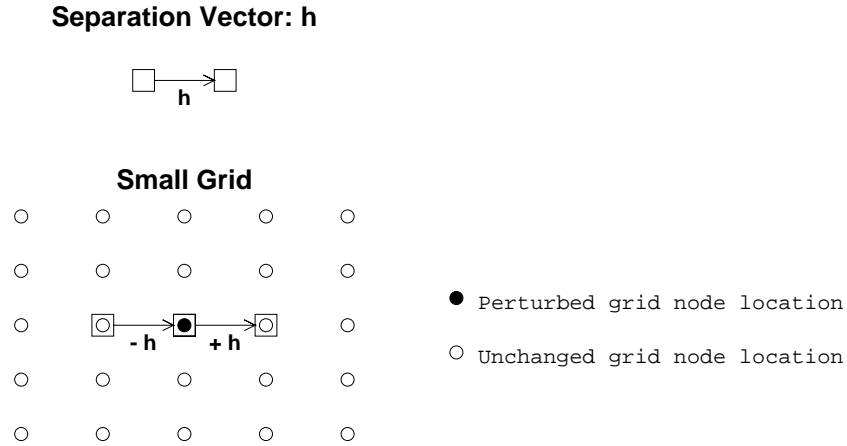 Separation Vector: h
h
Small Grid
- h
+ h
Perturbed grid node location
Unchanged grid node location